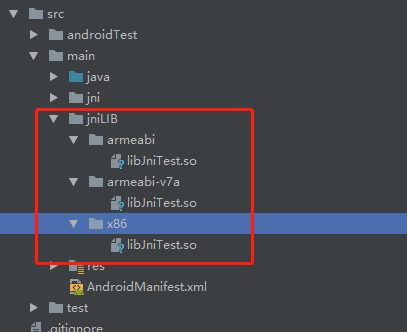 src
androidTest
main
java
jni
jniLIB
armeabi
libJniTest.so
armeabi-v7a
libJniTest.so
x86
libJniTest.so
res
AndroidManifest.xml
test
.gitignore